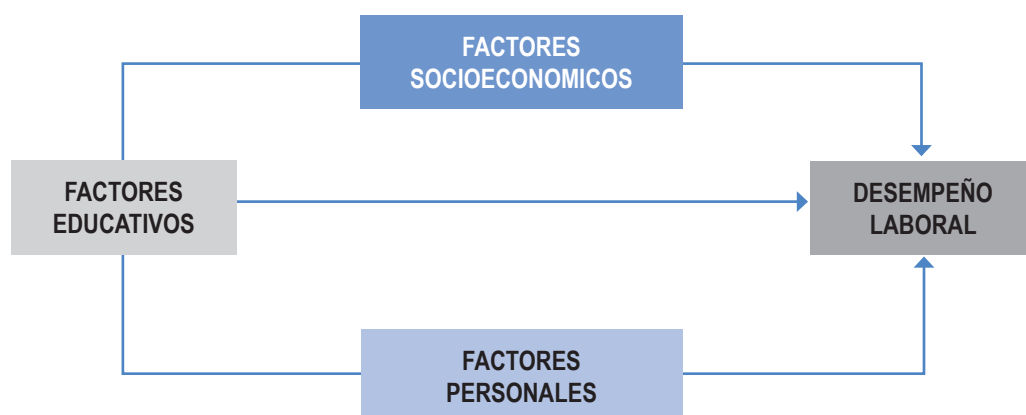 FACTORES
SOCIOECONOMICOS
FACTORES
EDUCATIVOS
DESEMPEÑO
LABORAL
FACTORES
PERSONALES